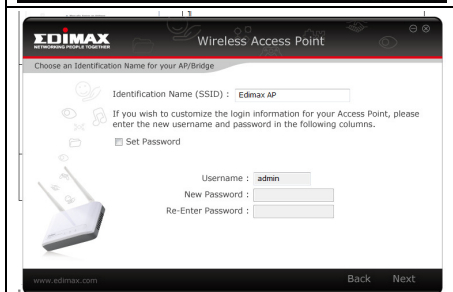 EDIMAX
NETWORKING PEOPLE TOGETHER
Wireless Access Point
Choose an Identification Name for your AP/Bridge
Identification Name (SSID) : Edimax AP
If you wish to customize the login information for your Access Point, please
enter the new username and password in the following columns.
Set Password
Username : admin
New Password :
Re-Enter Password :
www.edimax.com
Back Next